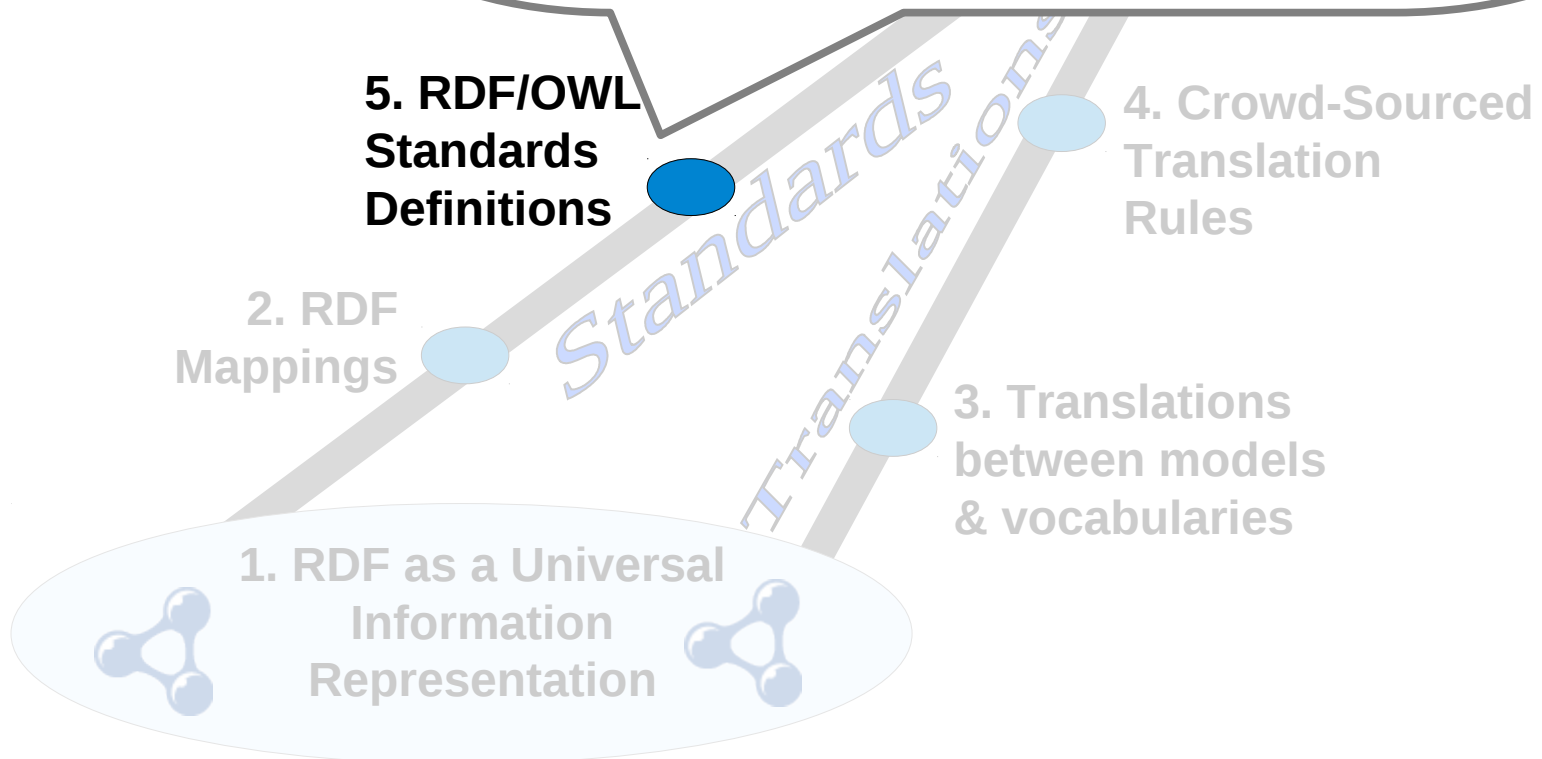 5. RDF/OWL
Standards
Definitions
4. Crowd-Sourced
Translation
Rules
Standards
Translations
2. RDF
Mappings
3. Translations
between models
& vocabularies
1. RDF as a Universal
Information
Representation